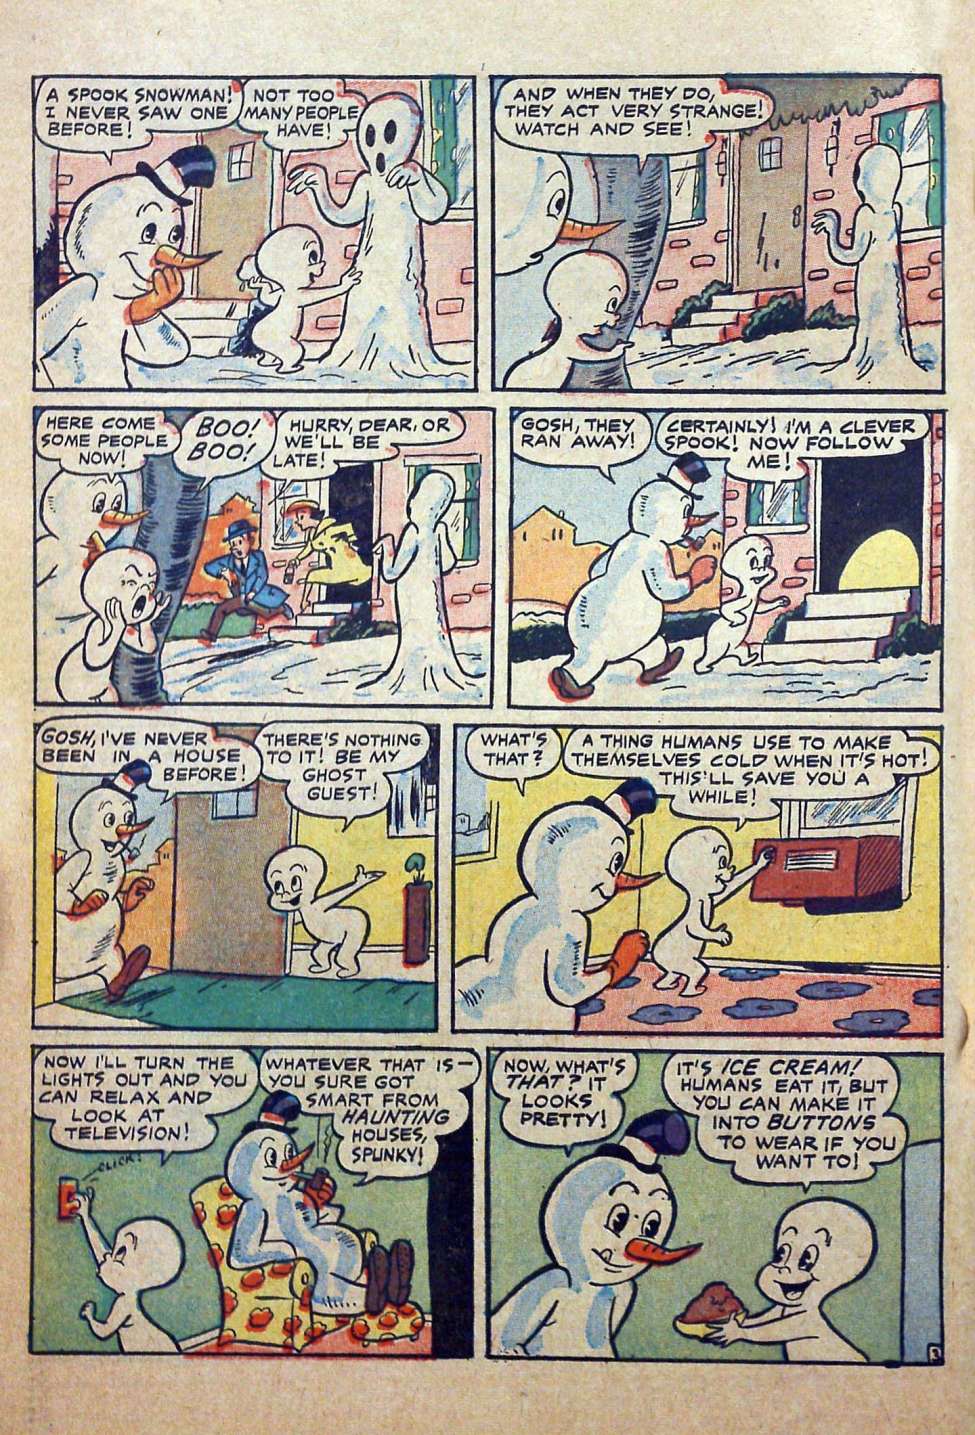 A SPOOK SNOWMAN!
I NEVER SAW ONE
BEFORE!
NOT TOO
MANY PEOPLE
HAVE!
AND WHEN THEY DO,
THEY ACT VERY STRANGE!
WATCH AND SEE!
8
HERE COME
SOME PEOPLE
NOW!
BOO!
BOO!
HURRY, DEAR, OR
WE'LL BE
LATE!
GOSH, THEY
RAN AWAY!
CERTAINLY! I'M A CLEVER
SPOOK! NOW FOLLOW
ME!
GOSH, I'VE NEVER
BEEN IN A HOUSE
BEFORE!
THERE'S NOTHING
TO IT! BE MY
GHOST
GUEST!
WHAT'S
THAT?
A THING HUMANS USE TO MAKE
THEMSELVES COLD WHEN IT'S HOT!
THIS'LL SAVE YOU A
WHILE!
NOW I'LL TURN THE
LIGHTS OUT AND YOU
CAN RELAX AND
LOOK AT
TELEVISION!
CLICK!
WHATEVER THAT IS—
YOU SURE GOT
SMART FROM
HAUNTING
HOUSES,
SPUNKY!
NOW, WHAT'S
THAT? IT
LOOKS
PRETTY!
IT'S ICE CREAM!
HUMANS EAT IT, BUT
YOU CAN MAKE IT
INTO BUTTONS
TO WEAR IF YOU
WANT TO!
3